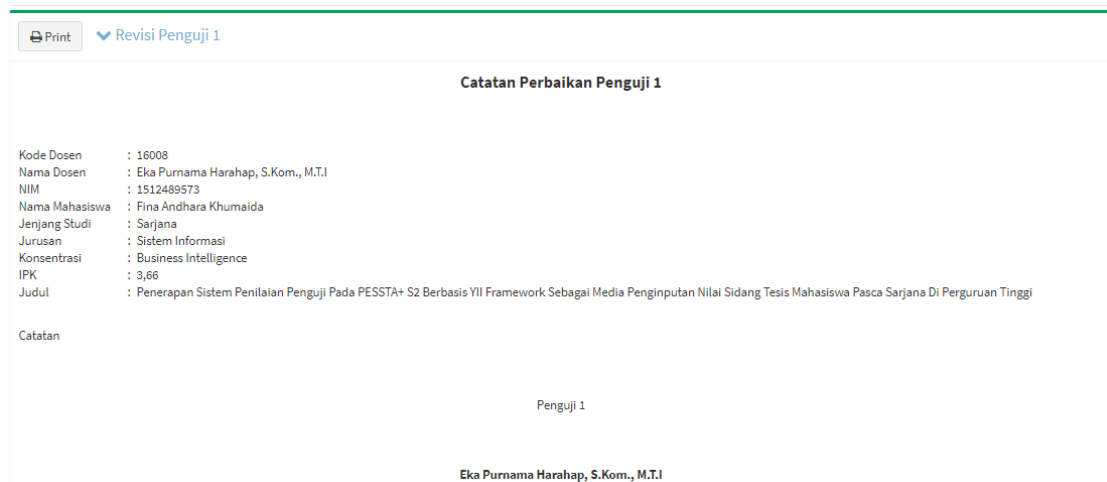 Print Revisi Penguji 1
Catatan Perbaikan Penguji 1
Kode Dosen : 16008
Nama Dosen : Eka Purnama Harahap, S.Kom., M.T.I
NIM : 1512489573
Nama Mahasiswa : Fina Andhara Khumaida
Jenjang Studi : Sarjana
Jurusan : Sistem Informasi
Konsentrasi : Business Intelligence
IPK : 3,66
Judul : Penerapan Sistem Penilaian Penguji Pada PESSTA+ S2 Berbasis YII Framework Sebagai Media Penginputan Nilai Sidang Tesis Mahasiswa Pasca Sarjana Di Perguruan Tinggi
Catatan
Penguji 1
Eka Purnama Harahap, S.Kom., M.T.I